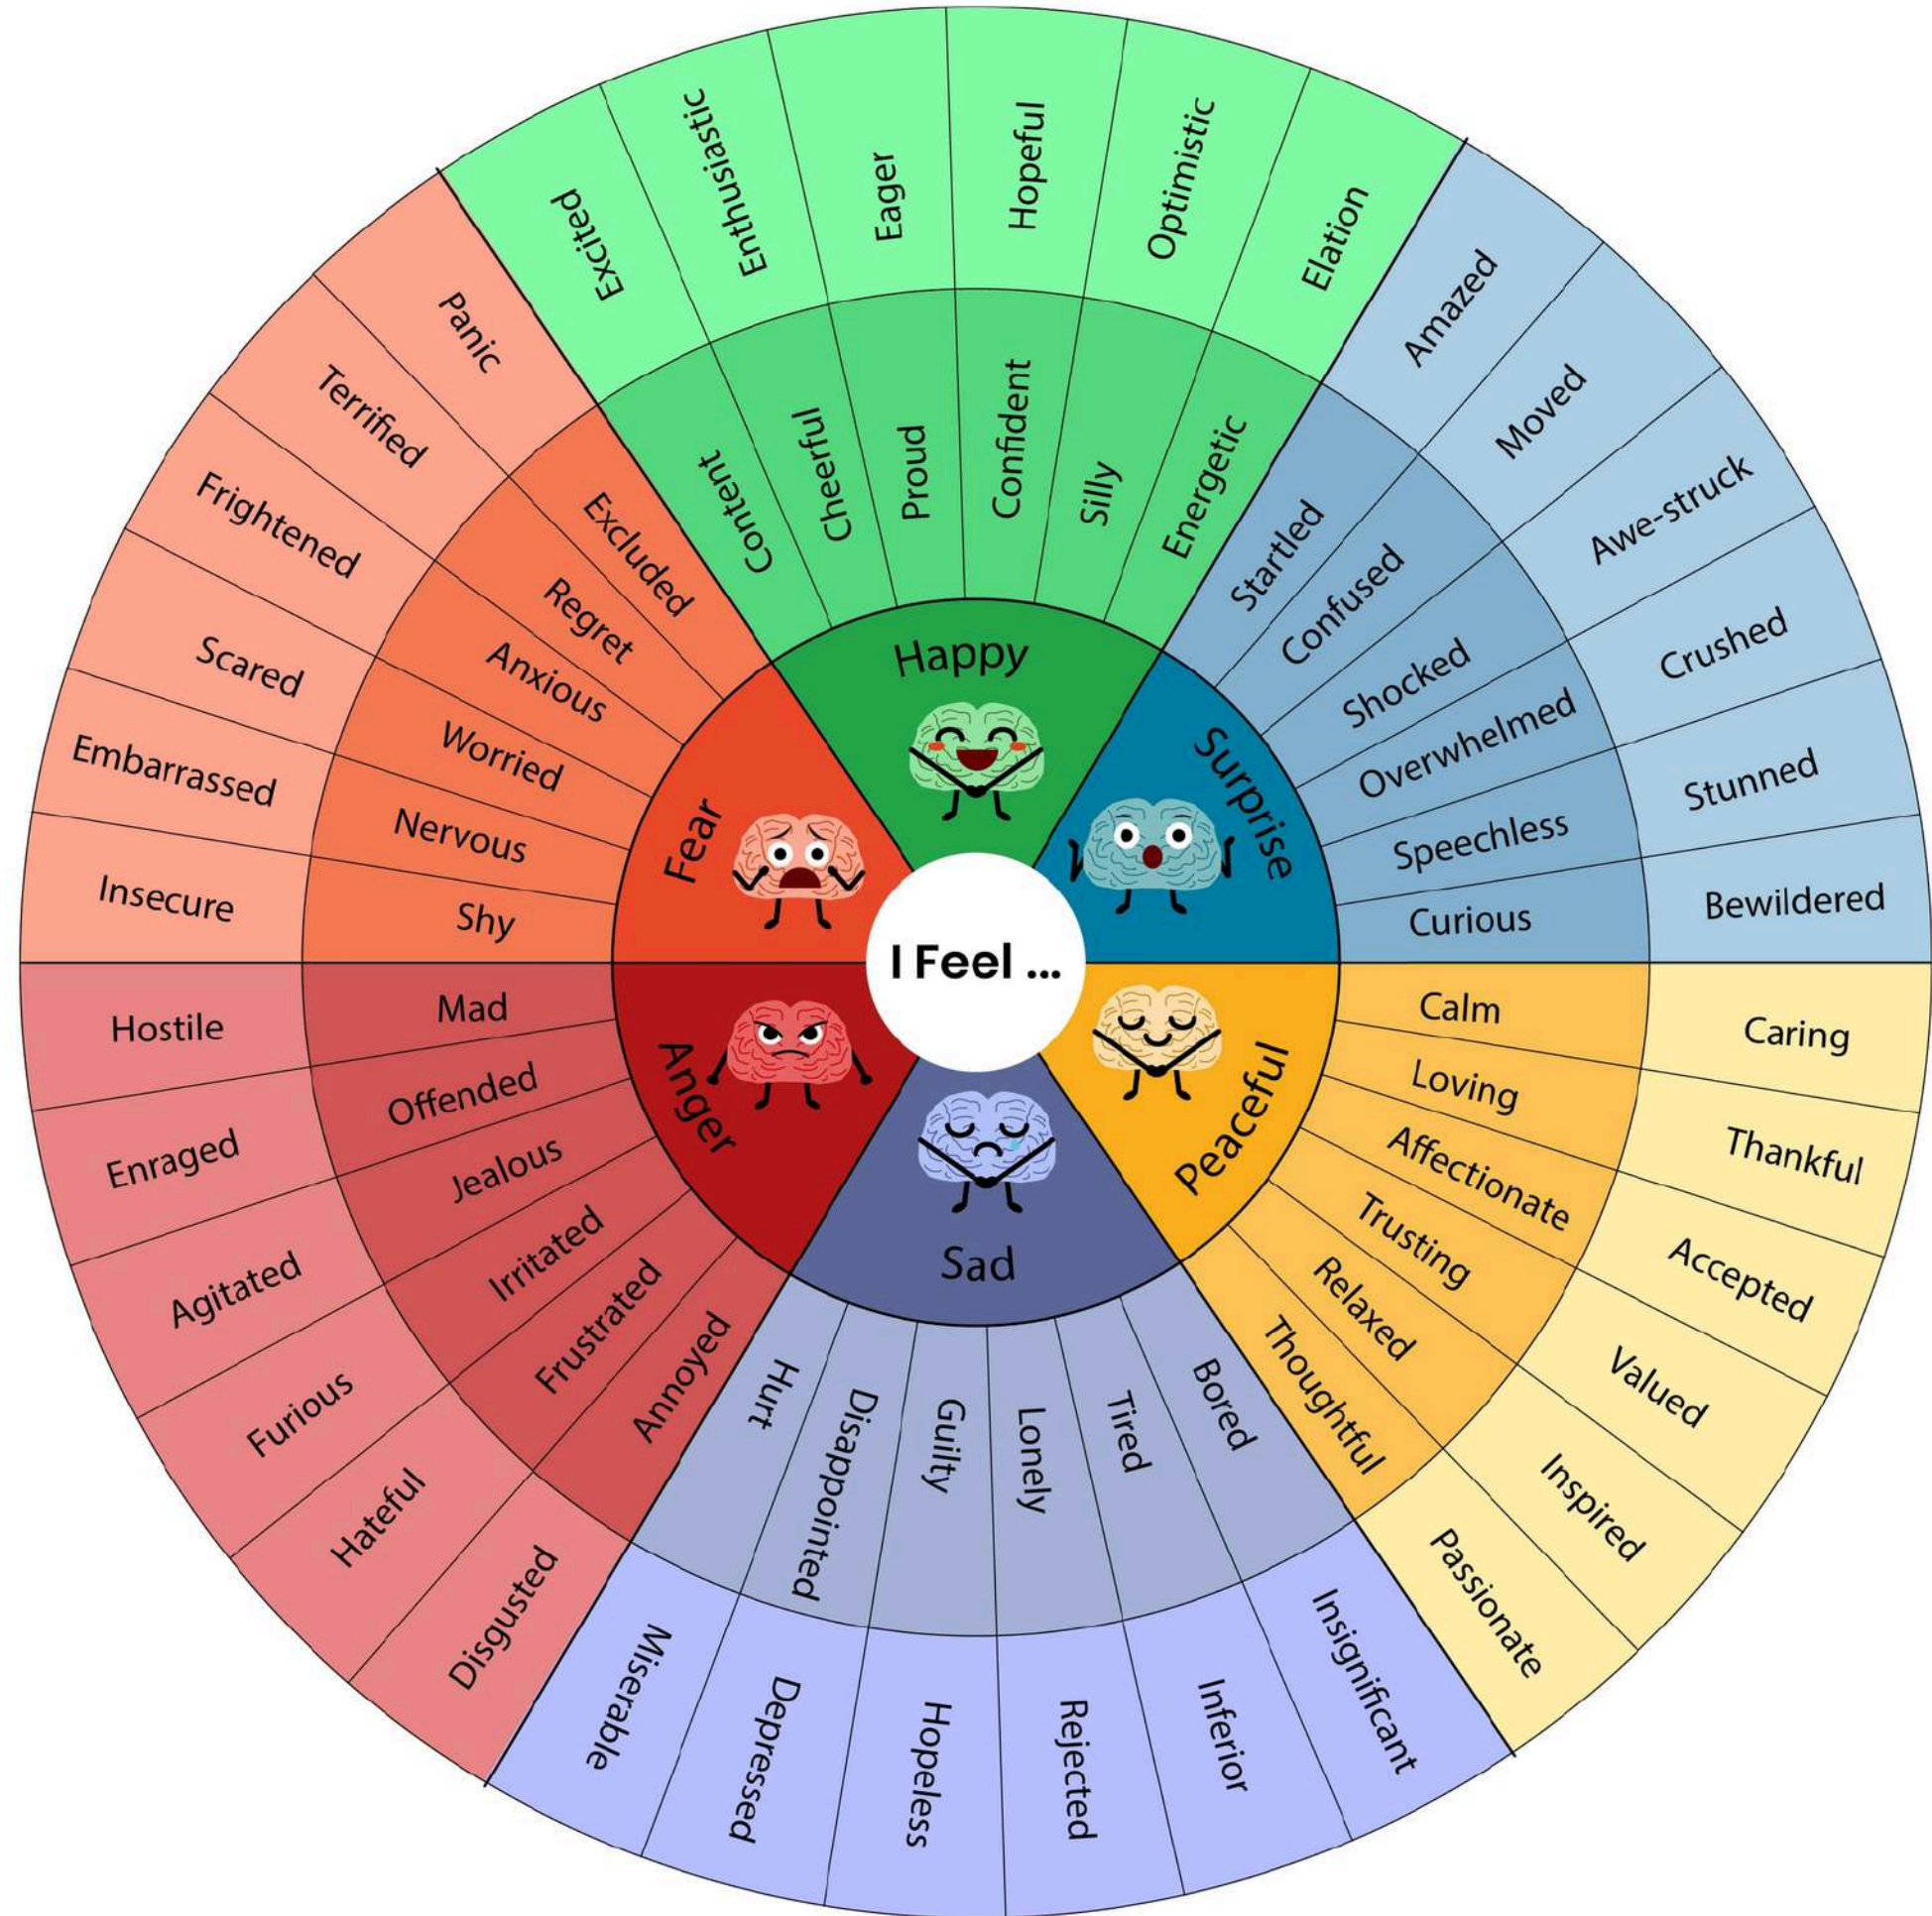 I Feel ...
Happy
Content
Cheerful
Proud
Confident
Silly
Energetic
Excited
Enthusiastic
Eager
Hopeful
Optimistic
Elation
Surprise
Startled
Confused
Shocked
Overwhelmed
Speechless
Curious
Amazed
Moved
Awe-struck
Crushed
Stunned
Bewildered
Peaceful
Calm
Loving
Affectionate
Trusting
Relaxed
Thoughtful
Caring
Thankful
Accepted
Valued
Inspired
Passionate
Sad
Bored
Tired
Lonely
Guilty
Disappointed
Hurt
Insignificant
Inferior
Rejected
Hopeless
Depressed
Miserable
Anger
Annoyed
Frustrated
Irritated
Jealous
Offended
Mad
Disgusted
Hateful
Furious
Agitated
Enraged
Hostile
Fear
Shy
Nervous
Worried
Anxious
Regret
Excluded
Insecure
Embarrassed
Scared
Frightened
Terrified
Panic